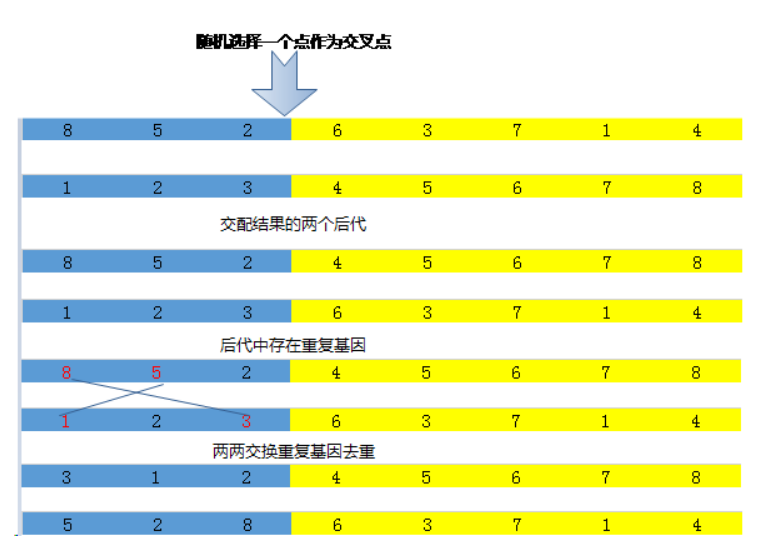 随机选择一个点作为交叉点
8 5 2 6 3 7 1 4
1 2 3 4 5 6 7 8
交配结果的两个后代
8 5 2 4 5 6 7 8
1 2 3 6 3 7 1 4
后代中存在重复基因
8 5 2 4 5 6 7 8
1 2 3 6 3 7 1 4
两两交换重复基因去重
3 1 2 4 5 6 7 8
5 2 8 6 3 7 1 4